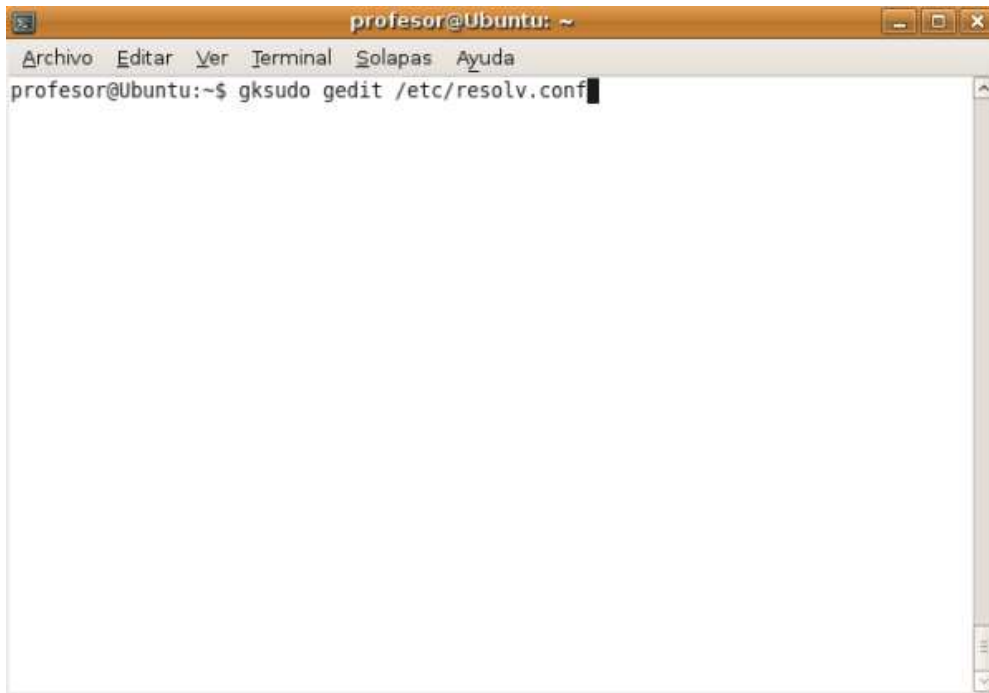 profesor@Ubuntu: ~
Archivo Editar Ver Terminal Solapas Ayuda
profesor@Ubuntu:~$ gksudo gedit /etc/resolv.conf